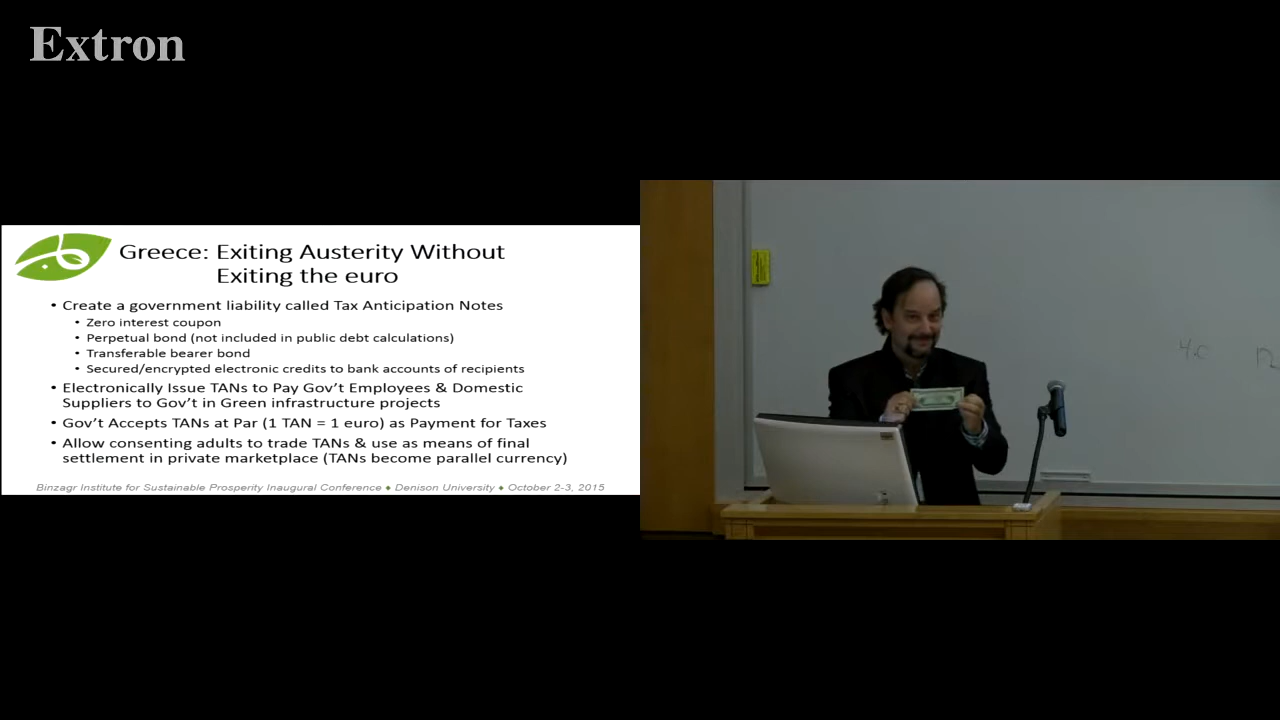 Extron
Greece: Exiting Austerity Without
Exiting the euro
• Create a government liability called Tax Anticipation Notes
• Zero interest coupon
• Perpetual bond (not included in public debt calculations)
• Transferable bearer bond
• Secured/encrypted electronic credits to bank accounts of recipients
• Electronically Issue TANs to Pay Gov't Employees & Domestic
Suppliers to Gov't in Green infrastructure projects
• Gov't Accepts TANs at Par (1 TAN = 1 euro) as Payment for Taxes
• Allow consenting adults to trade TANs & use as means of final
settlement in private marketplace (TANs become parallel currency)
Binzagr Institute for Sustainable Prosperity Inaugural Conference ♦ Denison University ♦ October 2-3, 2015